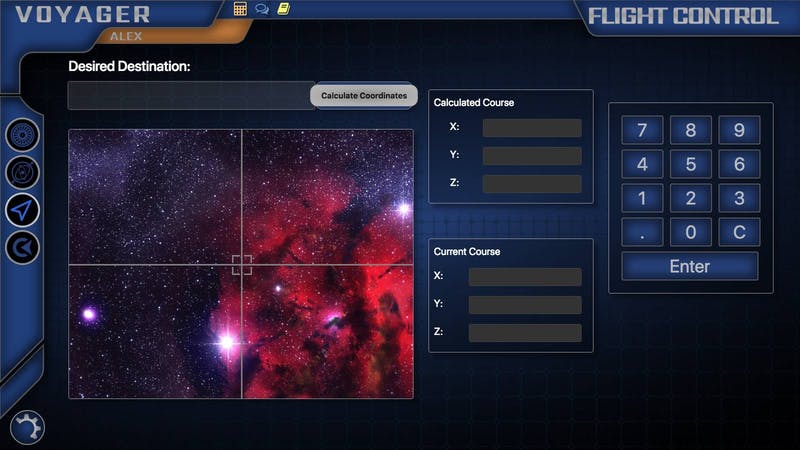 VOYAGER
ALEX
FLIGHT CONTROL
Desired Destination:
Calculate Coordinates
Calculated Course
X:
Y:
Z:
Current Course
X:
Y:
Z:
7 8 9
4 5 6
1 2 3
. 0 C
Enter